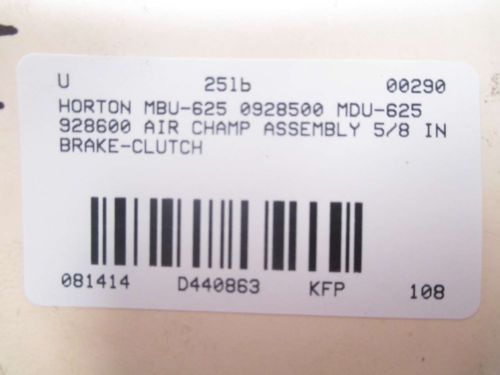 U 251b 00290
HORTON MBU-625 0928500 MDU-625
928600 AIR CHAMP ASSEMBLY 5/8 IN
BRAKE-CLUTCH
081414 D440863 KFP 108